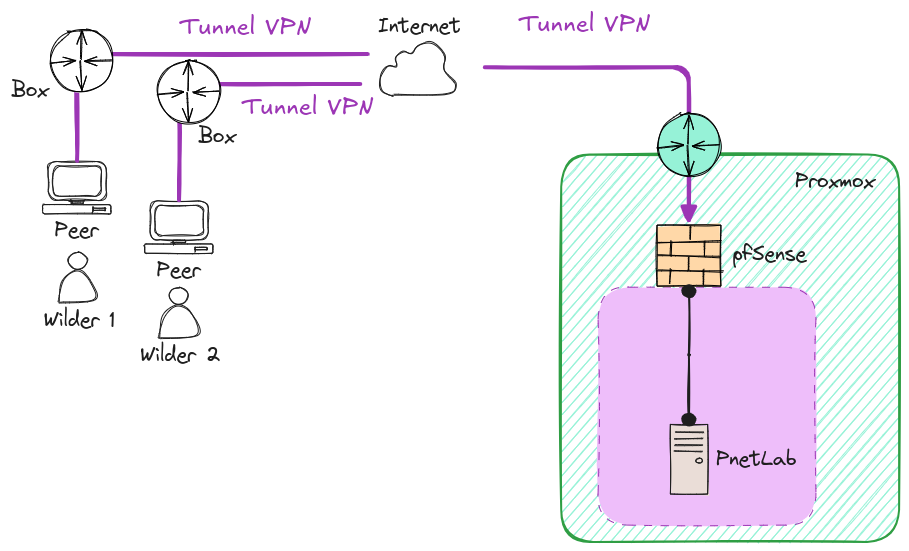 Tunnel VPN
Internet
Tunnel VPN
Box
Tunnel VPN
Box
Proxmox
Peer
pfSense
Peer
Wilder 1
Wilder 2
PnetLab